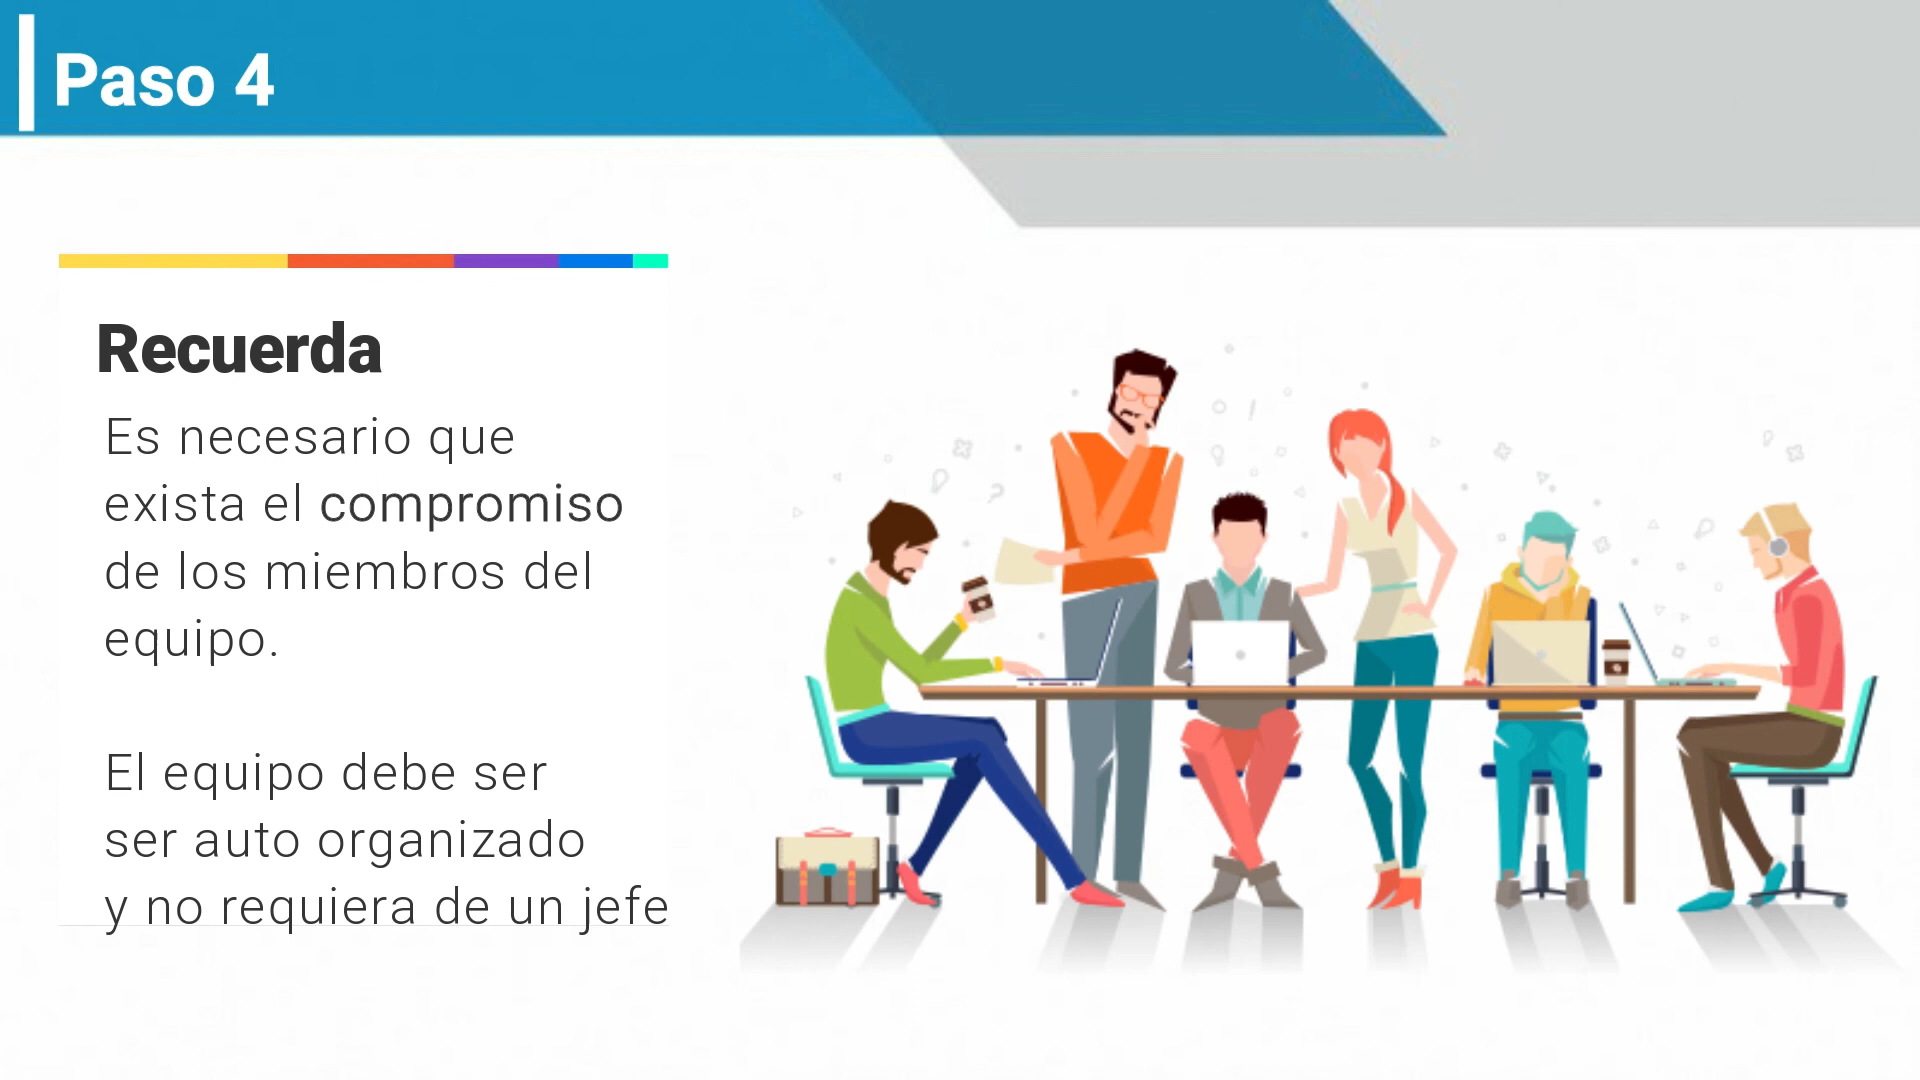 Paso 4
Recuerda
Es necesario que
exista el compromiso
de los miembros del
equipo.
El equipo debe ser
ser auto organizado
y no requiera de un jefe